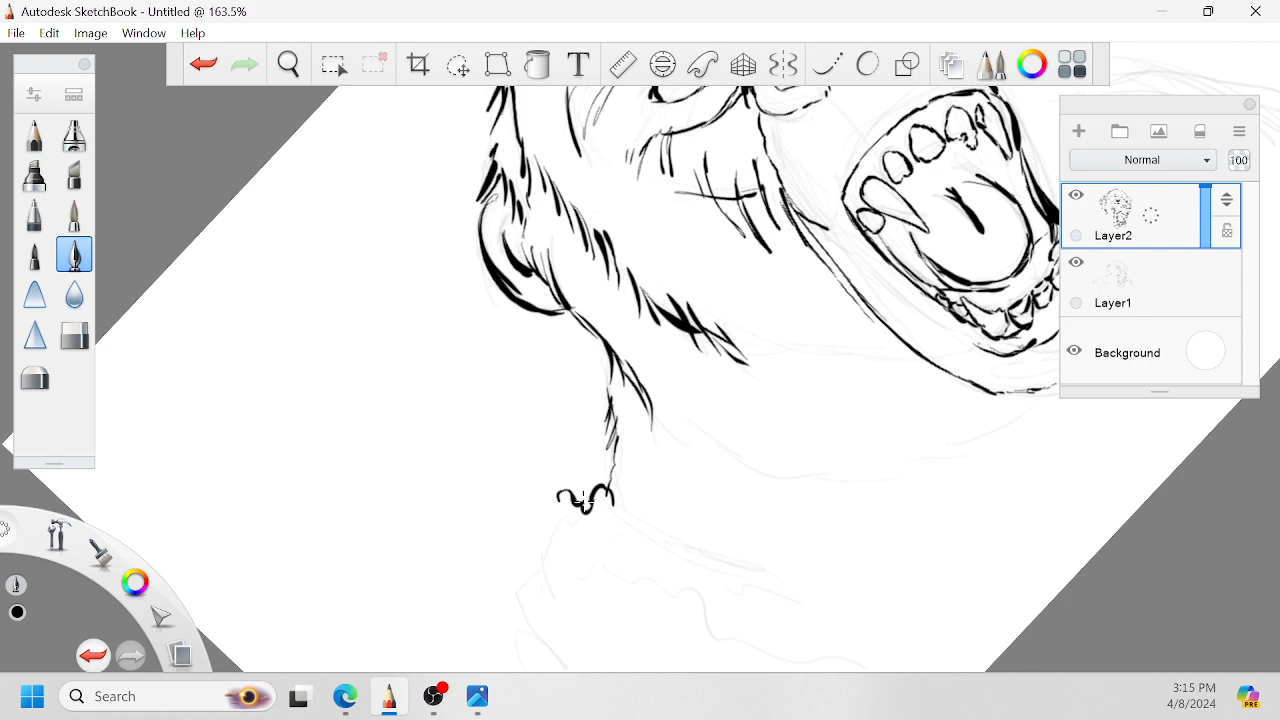 Autodesk SketchBook - Untitled @ 163.5%
File Edit Image Window Help
T
Normal 100
Layer2
Layer1
Background
Search
3:15 PM
4/8/2024
PRE